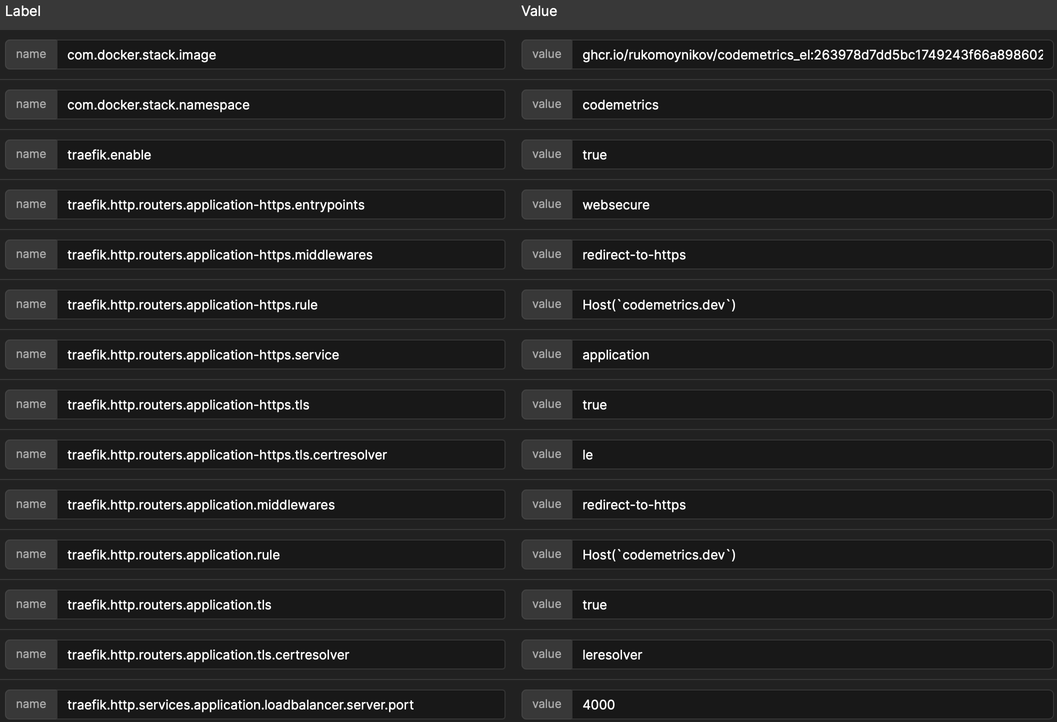 Label Value
name com.docker.stack.image value ghcr.io/rukomoynikov/codemetrics_el:263978d7dd5bc1749243f66a898602
name com.docker.stack.namespace value codemetrics
name traefik.enable value true
name traefik.http.routers.application-https.entrypoints value websecure
name traefik.http.routers.application-https.middlewares value redirect-to-https
name traefik.http.routers.application-https.rule value Host(`codemetrics.dev`)
name traefik.http.routers.application-https.service value application
name traefik.http.routers.application-https.tls value true
name traefik.http.routers.application-https.tls.certresolver value le
name traefik.http.routers.application.middlewares value redirect-to-https
name traefik.http.routers.application.rule value Host(`codemetrics.dev`)
name traefik.http.routers.application.tls value true
name traefik.http.routers.application.tls.certresolver value leresolver
name traefik.http.services.application.loadbalancer.server.port value 4000